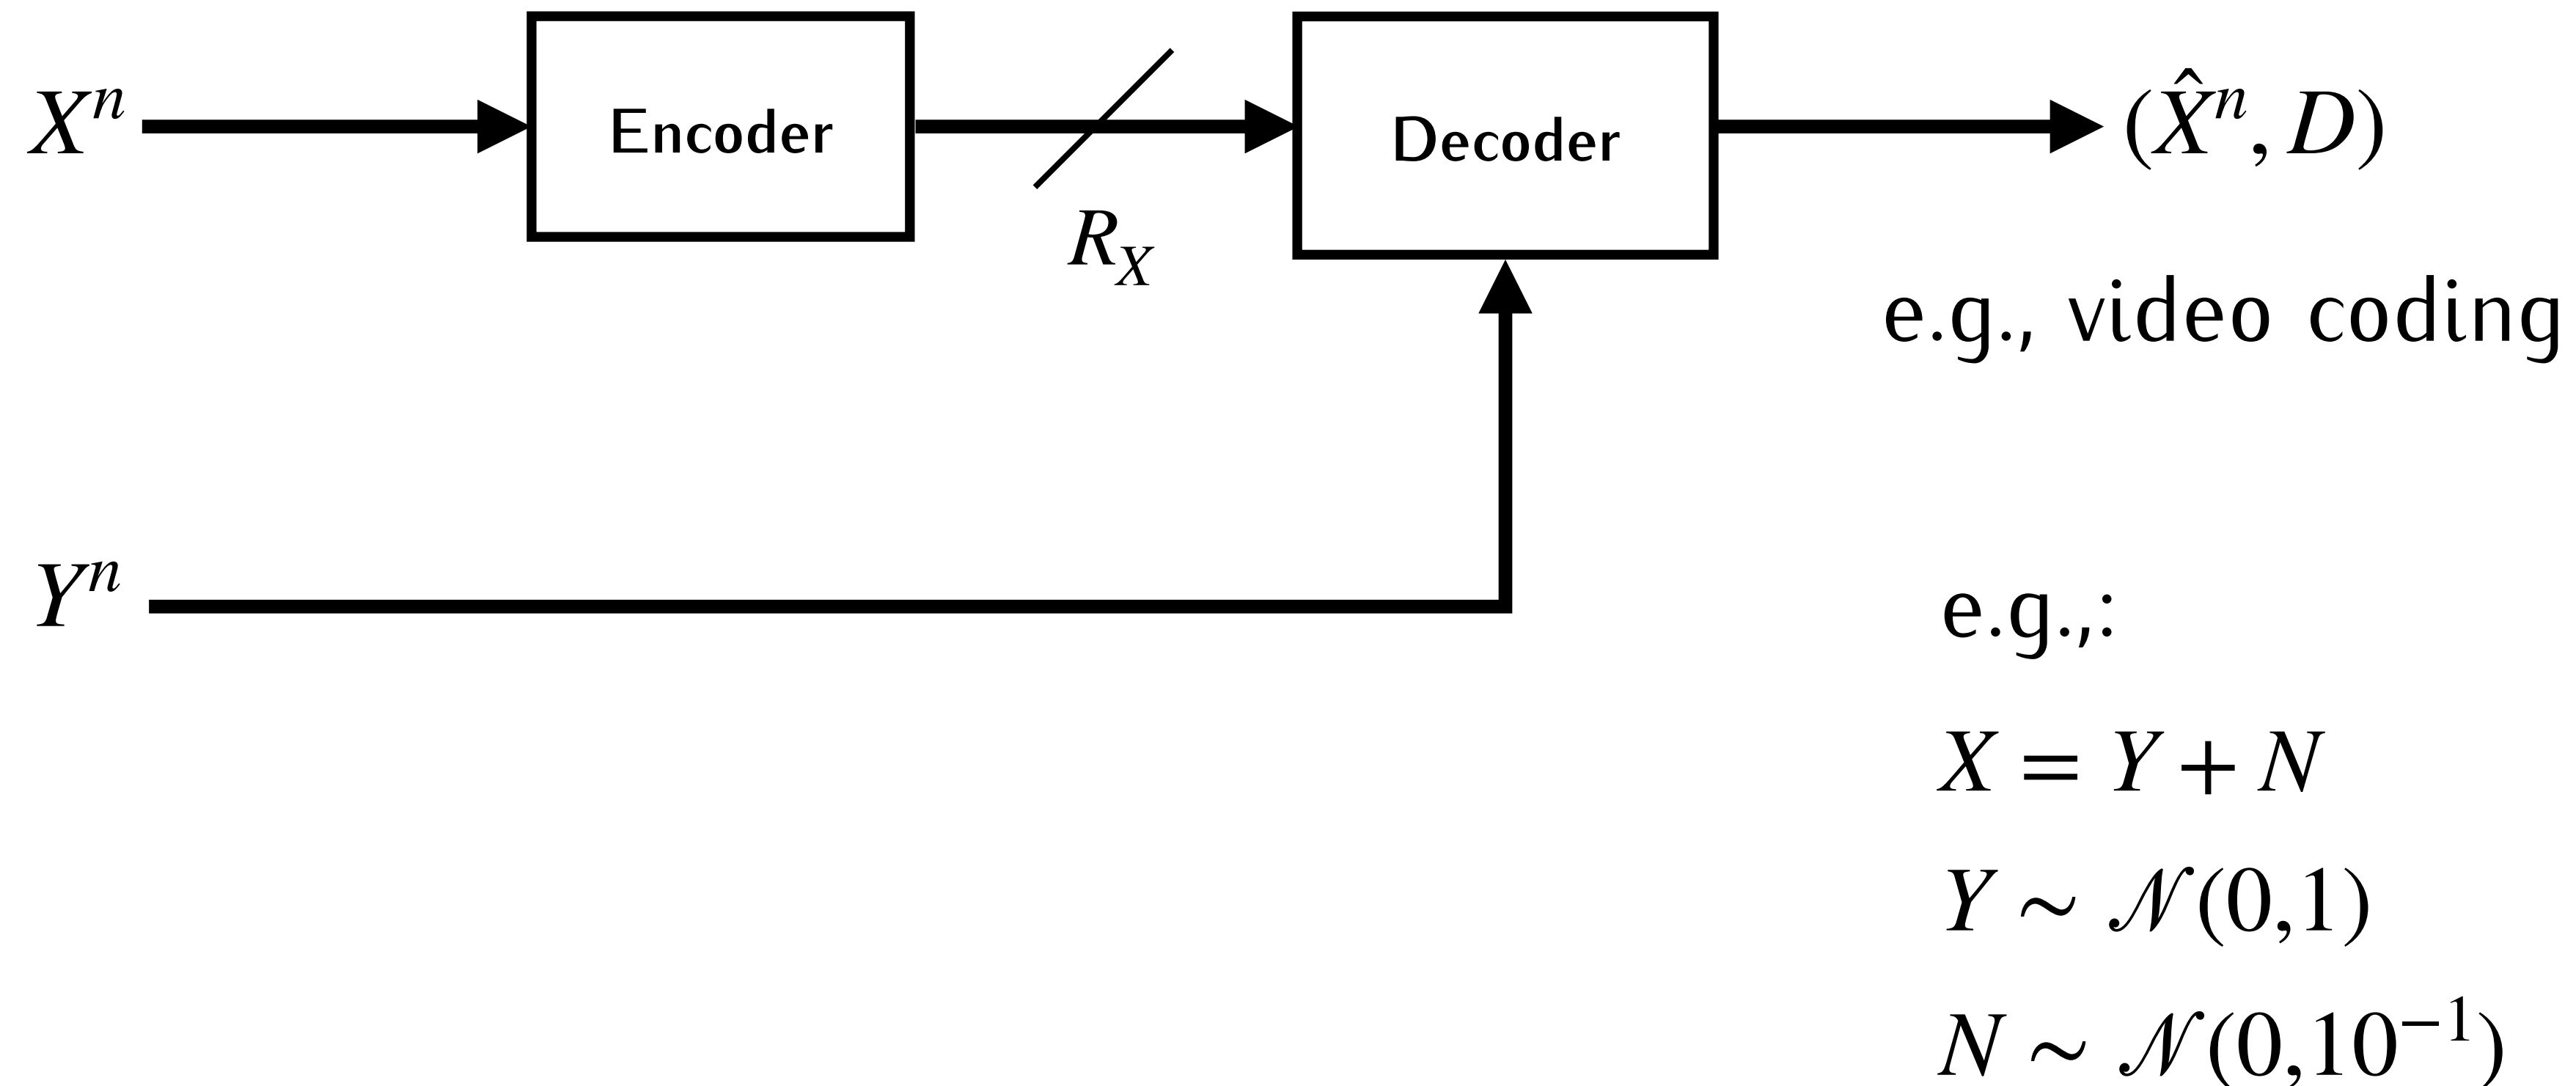 Xⁿ
Encoder
R_X
Decoder
(X̂ⁿ, D)
e.g., video coding
Yⁿ
e.g.,:
X = Y + N
Y ∼ 𝒩(0,1)
N ∼ 𝒩(0,10⁻¹)